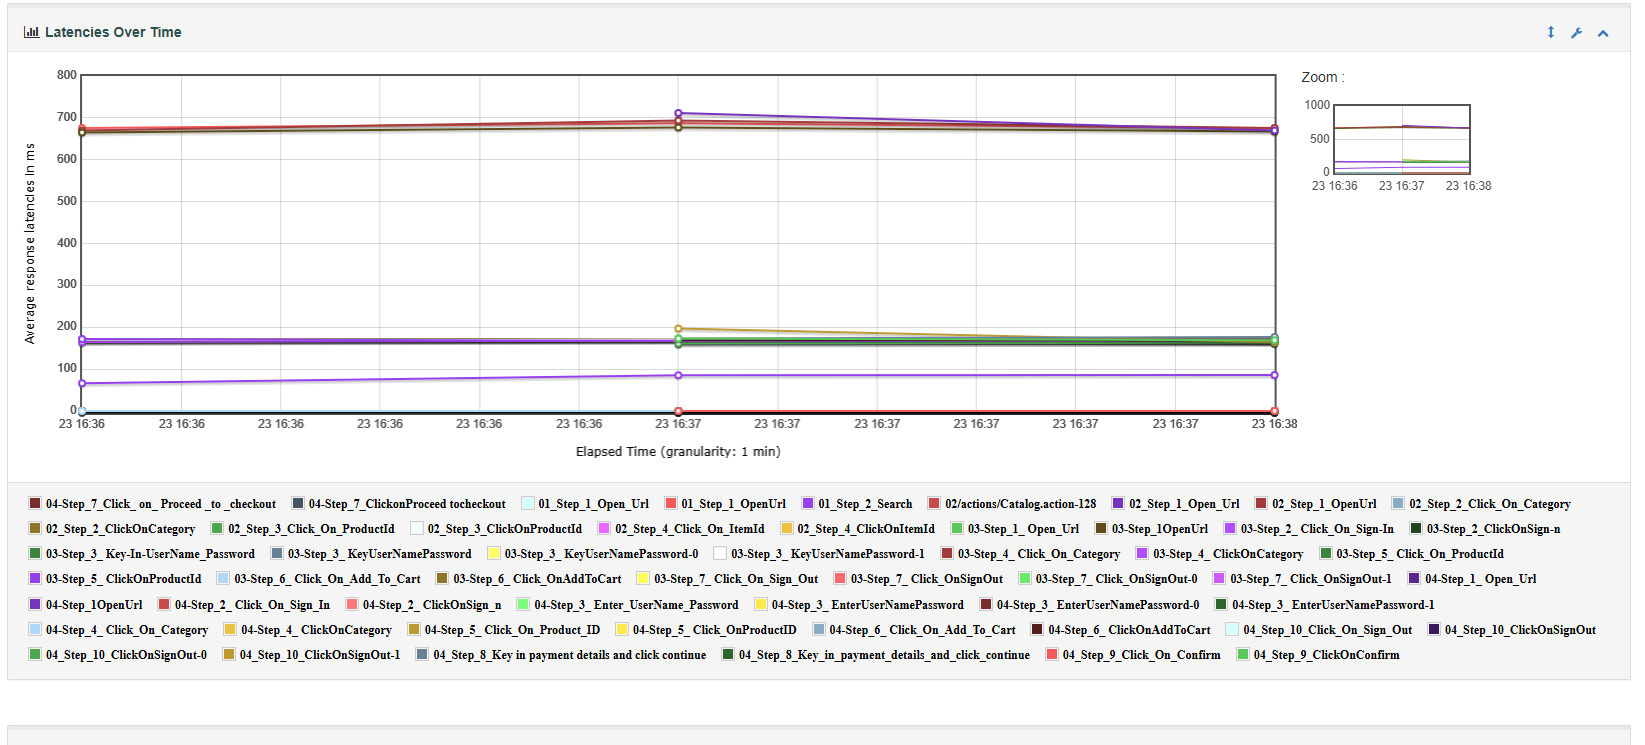 Latencies Over Time
Zoom :
800
700
600
500
400
300
200
100
0
Average response latencies in ms
23 16:36 23 16:36 23 16:36 23 16:36 23 16:36 23 16:36 23 16:37 23 16:37 23 16:37 23 16:37 23 16:37 23 16:37 23 16:38
Elapsed Time (granularity: 1 min)
1000
500
0
23 16:36 23 16:37 23 16:38
04-Step_7_Click_ on_ Proceed _to _checkout 04-Step_7_ClickonProceed tocheckout 01_Step_1_Open_Url 01_Step_1_OpenUrl 01_Step_2_Search 02/actions/Catalog.action-128 02_Step_1_Open_Url 02_Step_1_OpenUrl 02_Step_2_Click_On_Category
02_Step_2_ClickOnCategory 02_Step_3_Click_On_ProductId 02_Step_3_ClickOnProductId 02_Step_4_Click_On_ItemId 02_Step_4_ClickOnItemId 03-Step_1_ Open_Url 03-Step_1OpenUrl 03-Step_2_ Click_On_Sign-In 03-Step_2_ClickOnSign-n
03-Step_3_ Key-In-UserName_Password 03-Step_3_ KeyUserNamePassword 03-Step_3_ KeyUserNamePassword-0 03-Step_3_ KeyUserNamePassword-1 03-Step_4_ Click_On_Category 03-Step_4_ ClickOnCategory 03-Step_5_ Click_On_ProductId
03-Step_5_ ClickOnProductId 03-Step_6_ Click_On_Add_To_Cart 03-Step_6_ Click_OnAddToCart 03-Step_7_ Click_On_Sign_Out 03-Step_7_ Click_OnSignOut 03-Step_7_ Click_OnSignOut-0 03-Step_7_ Click_OnSignOut-1 04-Step_1_ Open_Url
04-Step_1OpenUrl 04-Step_2_ Click_On_Sign_In 04-Step_2_ ClickOnSign_n 04-Step_3_ Enter_UserName_Password 04-Step_3_ EnterUserNamePassword 04-Step_3_ EnterUserNamePassword-0 04-Step_3_ EnterUserNamePassword-1
04-Step_4_ Click_On_Category 04-Step_4_ ClickOnCategory 04-Step_5_ Click_On_Product_ID 04-Step_5_ Click_OnProductID 04-Step_6_ Click_On_Add_To_Cart 04-Step_6_ ClickOnAddToCart 04_Step_10_Click_On_Sign_Out 04_Step_10_ClickOnSignOut
04_Step_10_ClickOnSignOut-0 04_Step_10_ClickOnSignOut-1 04_Step_8_Key in payment details and click continue 04_Step_8_Key_in_payment_details_and_click_continue 04_Step_9_Click_On_Confirm 04_Step_9_ClickOnConfirm